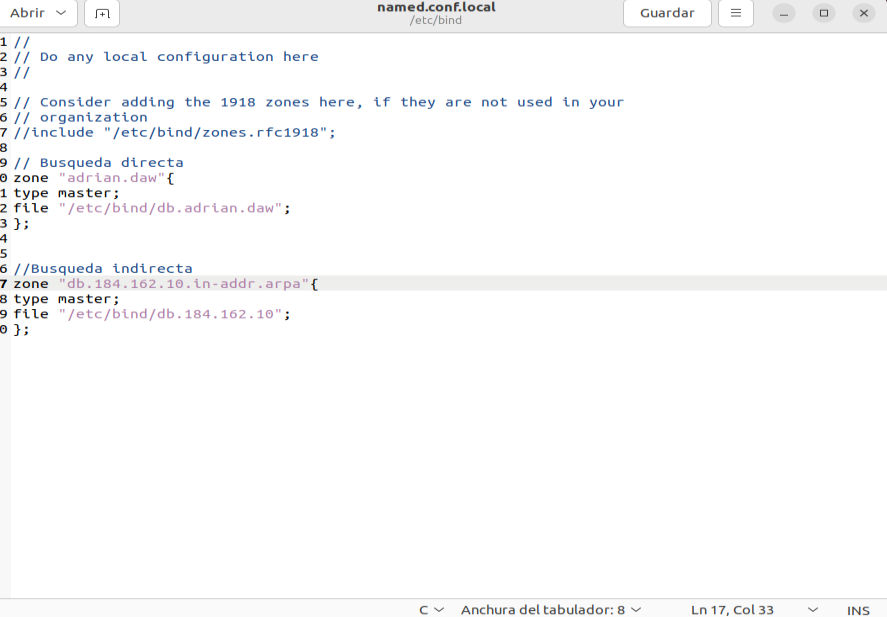 Abrir
named.conf.local
/etc/bind
Guardar
1 //
2 // Do any local configuration here
3 //
4
5 // Consider adding the 1918 zones here, if they are not used in your
6 // organization
7 //include "/etc/bind/zones.rfc1918";
8
9 // Busqueda directa
0 zone "adrian.daw"{
1 type master;
2 file "/etc/bind/db.adrian.daw";
3 };
4
5
6 //Busqueda indirecta
7 zone "db.184.162.10.in-addr.arpa"{
8 type master;
9 file "/etc/bind/db.184.162.10";
0 };
C Anchura del tabulador: 8 Ln 17, Col 33 INS